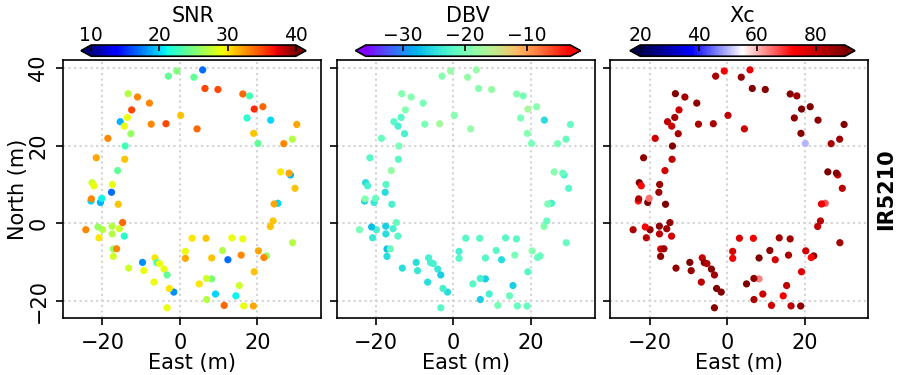 SNR DBV Xc
10 20 30 40 −30 −20 −10 20 40 60 80
40
20
0
−20
North (m)
IR5210
−20 0 20 −20 0 20 −20 0 20
East (m) East (m) East (m)